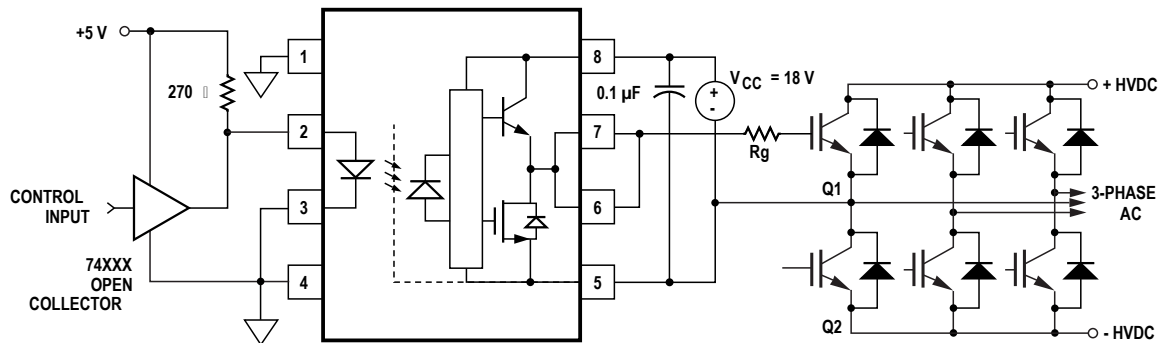 +5 V
270
CONTROL
INPUT
74XXX
OPEN
COLLECTOR
1
2
3
4
8
7
6
5
0.1 µF
VCC = 18 V
+
-
Rg
Q1
Q2
+ HVDC
3-PHASE
AC
- HVDC